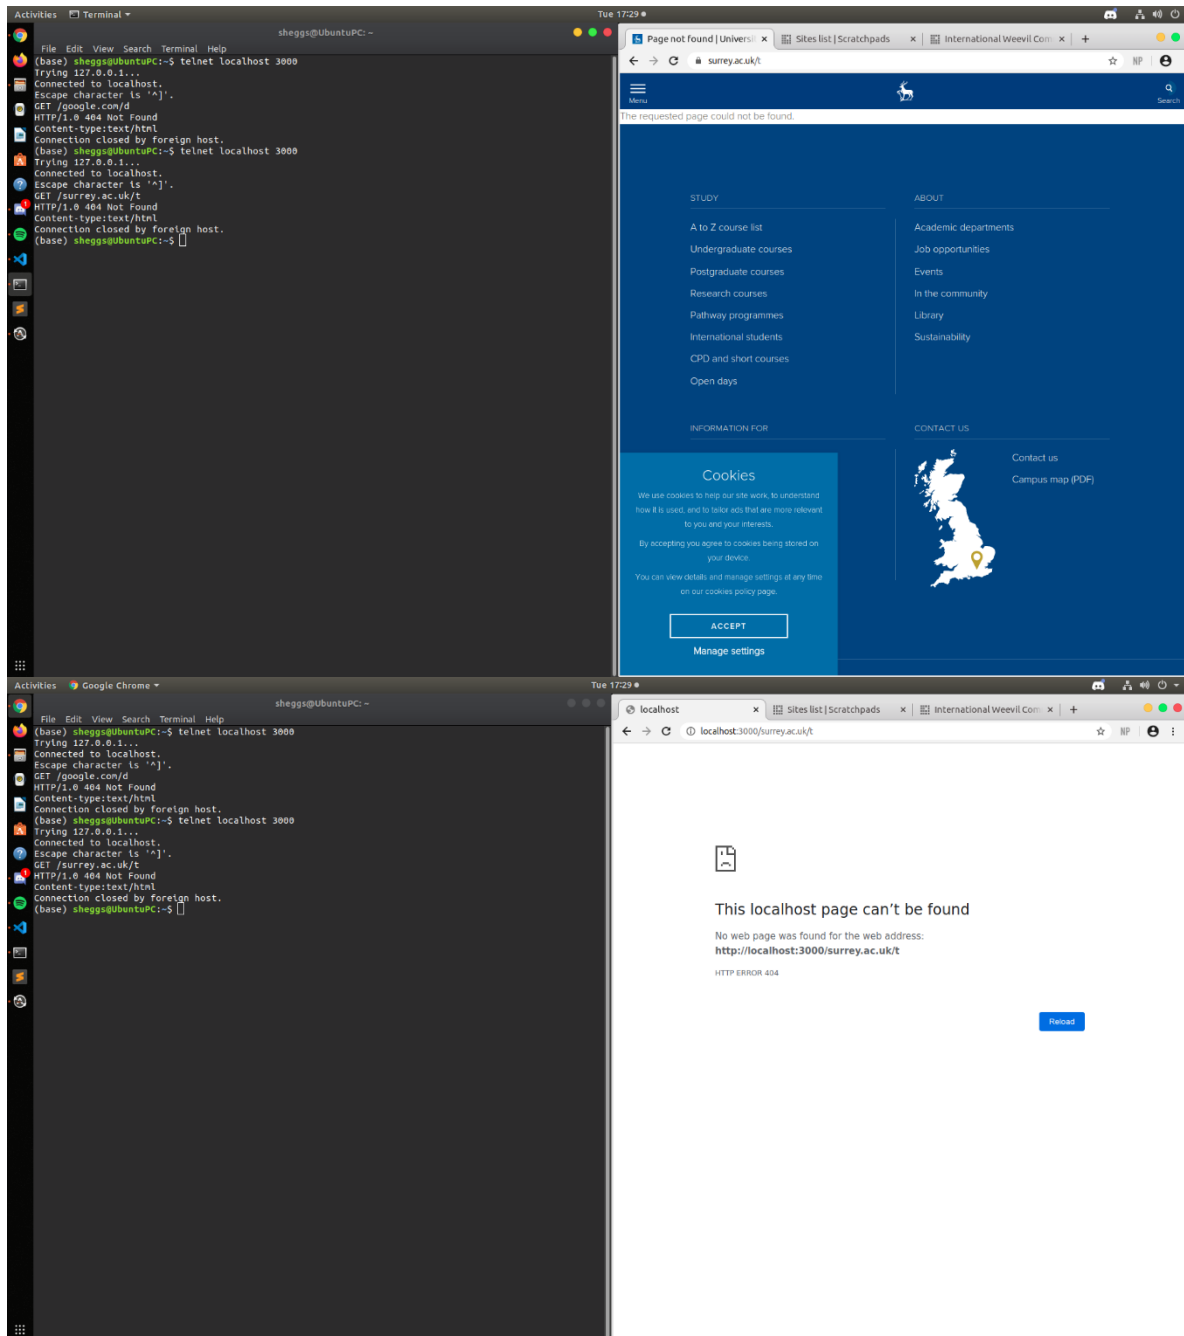 Activities Terminal Tue 17:29
sheggs@UbuntuPC: ~
File Edit View Search Terminal Help
(base) sheggs@UbuntuPC:~$ telnet localhost 3000
Trying 127.0.0.1...
Connected to localhost.
Escape character is '^]'.
GET /google.com/d
HTTP/1.0 404 Not Found
Content-type:text/html
Connection closed by foreign host.
(base) sheggs@UbuntuPC:~$ telnet localhost 3000
Trying 127.0.0.1...
Connected to localhost.
Escape character is '^]'.
GET /surrey.ac.uk/t
HTTP/1.0 404 Not Found
Content-type:text/html
Connection closed by foreign host.
(base) sheggs@UbuntuPC:~$
Page not found | Universi Sites list | Scratchpads International Weevil Com
surrey.ac.uk/t NP
Menu Search
The requested page could not be found.
STUDY
A to Z course list
Undergraduate courses
Postgraduate courses
Research courses
Pathway programmes
International students
CPD and short courses
Open days
ABOUT
Academic departments
Job opportunities
Events
In the community
Library
Sustainability
INFORMATION FOR
CONTACT US
Contact us
Campus map (PDF)
Cookies
We use cookies to help our site work, to understand
how it is used, and to tailor ads that are more relevant
to you and your interests.
By accepting you agree to cookies being stored on
your device.
You can view details and manage settings at any time
on our cookies policy page.
ACCEPT
Manage settings
Activities Google Chrome Tue 17:29
sheggs@UbuntuPC: ~
File Edit View Search Terminal Help
(base) sheggs@UbuntuPC:~$ telnet localhost 3000
Trying 127.0.0.1...
Connected to localhost.
Escape character is '^]'.
GET /google.com/d
HTTP/1.0 404 Not Found
Content-type:text/html
Connection closed by foreign host.
(base) sheggs@UbuntuPC:~$ telnet localhost 3000
Trying 127.0.0.1...
Connected to localhost.
Escape character is '^]'.
GET /surrey.ac.uk/t
HTTP/1.0 404 Not Found
Content-type:text/html
Connection closed by foreign host.
(base) sheggs@UbuntuPC:~$
localhost Sites list | Scratchpads International Weevil Com
localhost:3000/surrey.ac.uk/t NP
This localhost page can't be found
No web page was found for the web address:
http://localhost:3000/surrey.ac.uk/t
HTTP ERROR 404
Reload